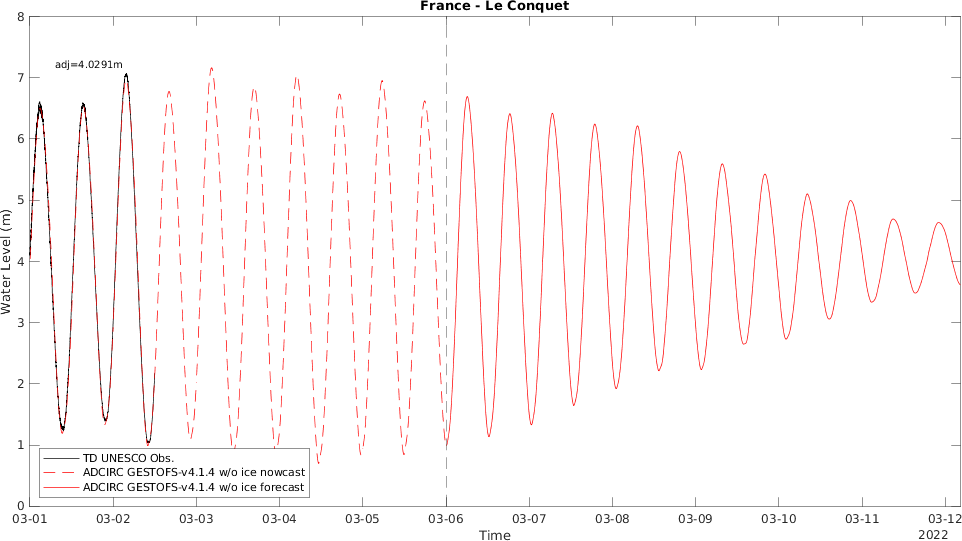 France - Le Conquet
adj=4.0291m
8
7
6
5
4
3
2
1
0
Water Level (m)
TD UNESCO Obs.
ADCIRC GESTOFS-v4.1.4 w/o ice nowcast
ADCIRC GESTOFS-v4.1.4 w/o ice forecast
03-01 03-02 03-03 03-04 03-05 03-06 03-07 03-08 03-09 03-10 03-11 03-12
Time
2022